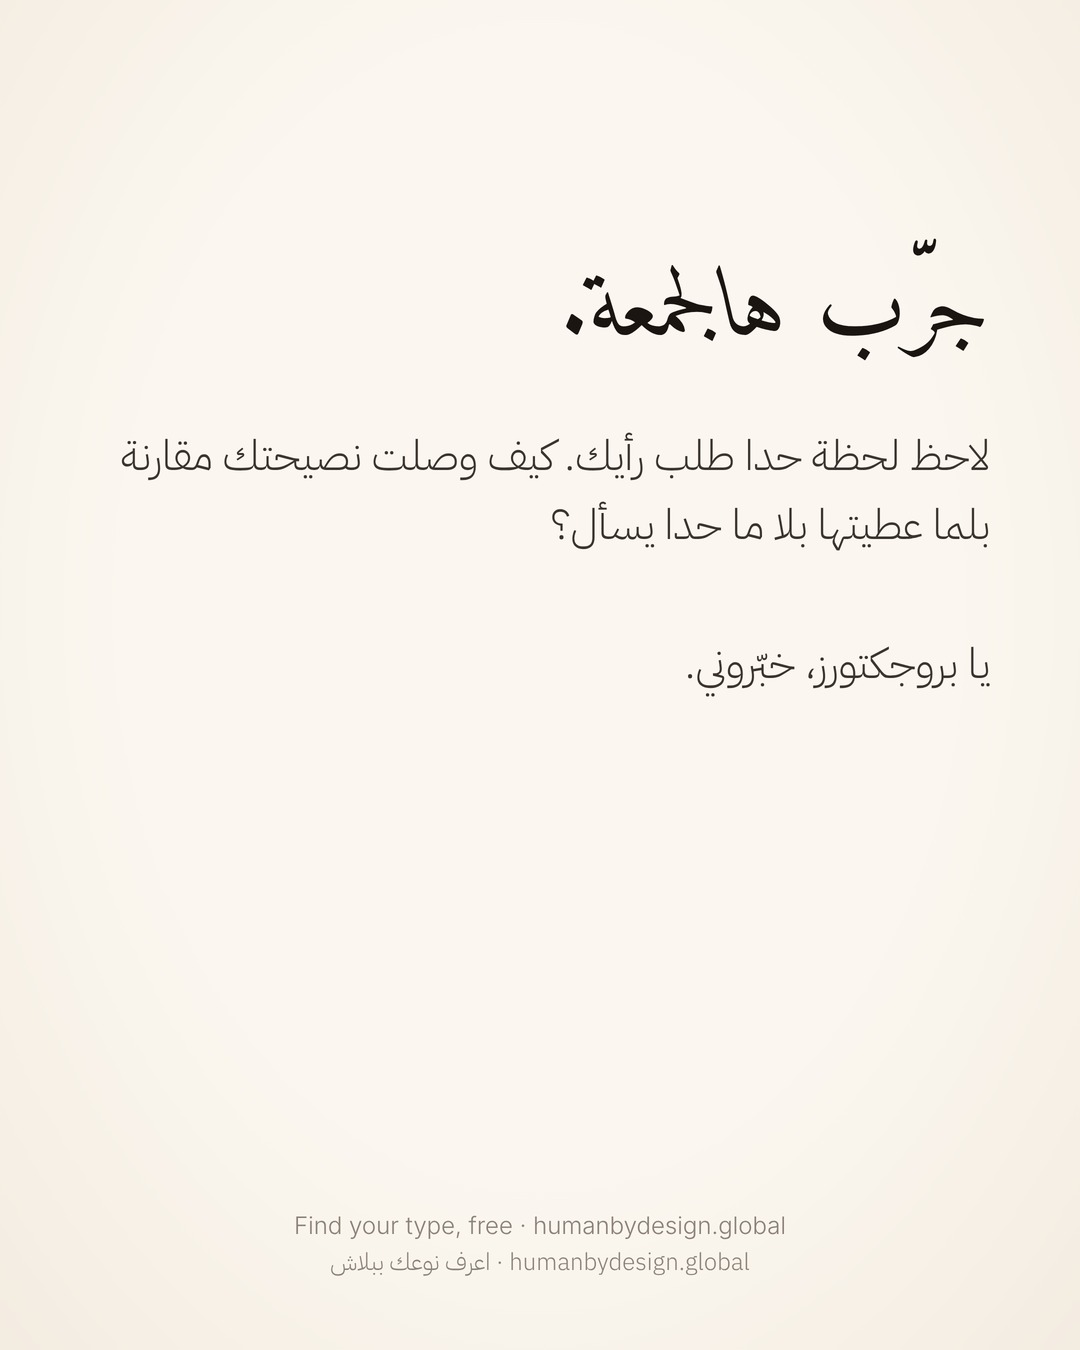 جرّب هالجمعة.
لاحظ لحظة حدا طلب رأيك. كيف وصلت نصيحتك مقارنة
بلما عطيتها بلا ما حدا يسأل؟
يا بروجكتورز، خبّروني.
Find your type, free · humanbydesign.global
اعرف نوعك ببلاش · humanbydesign.global